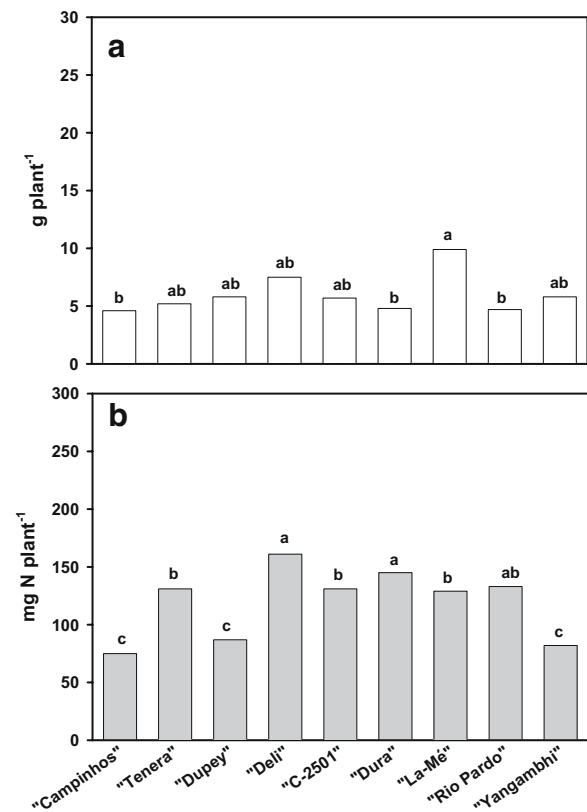 30
a
25
20
15
10
5
0
g plant-1
b ab ab ab ab b a b ab
300
b
250
200
150
100
50
0
mg N plant-1
c b c a b a b ab c
"Campinhos" "Tenera" "Dupey" "Deli" "C-2501" "Dura" "La-Mé" "Rio Pardo" "Yangambhi"